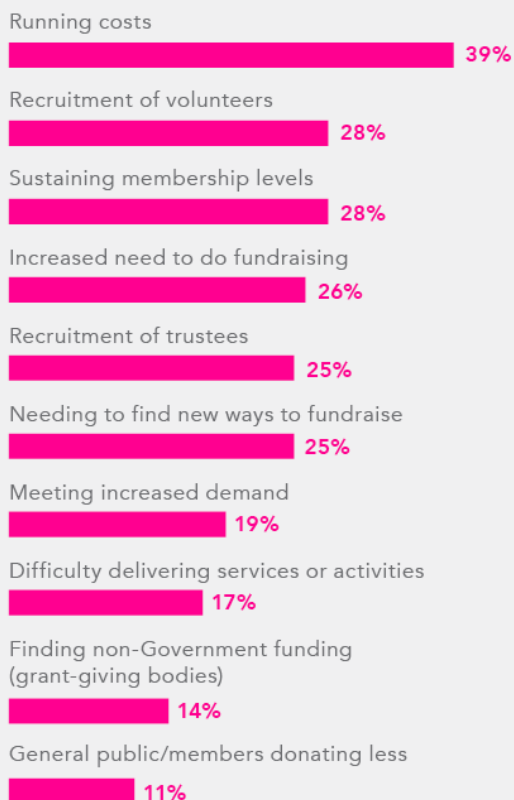 Running costs
39%
Recruitment of volunteers
28%
Sustaining membership levels
28%
Increased need to do fundraising
26%
Recruitment of trustees
25%
Needing to find new ways to fundraise
25%
Meeting increased demand
19%
Difficulty delivering services or activities
17%
Finding non-Government funding
(grant-giving bodies)
14%
General public/members donating less
11%